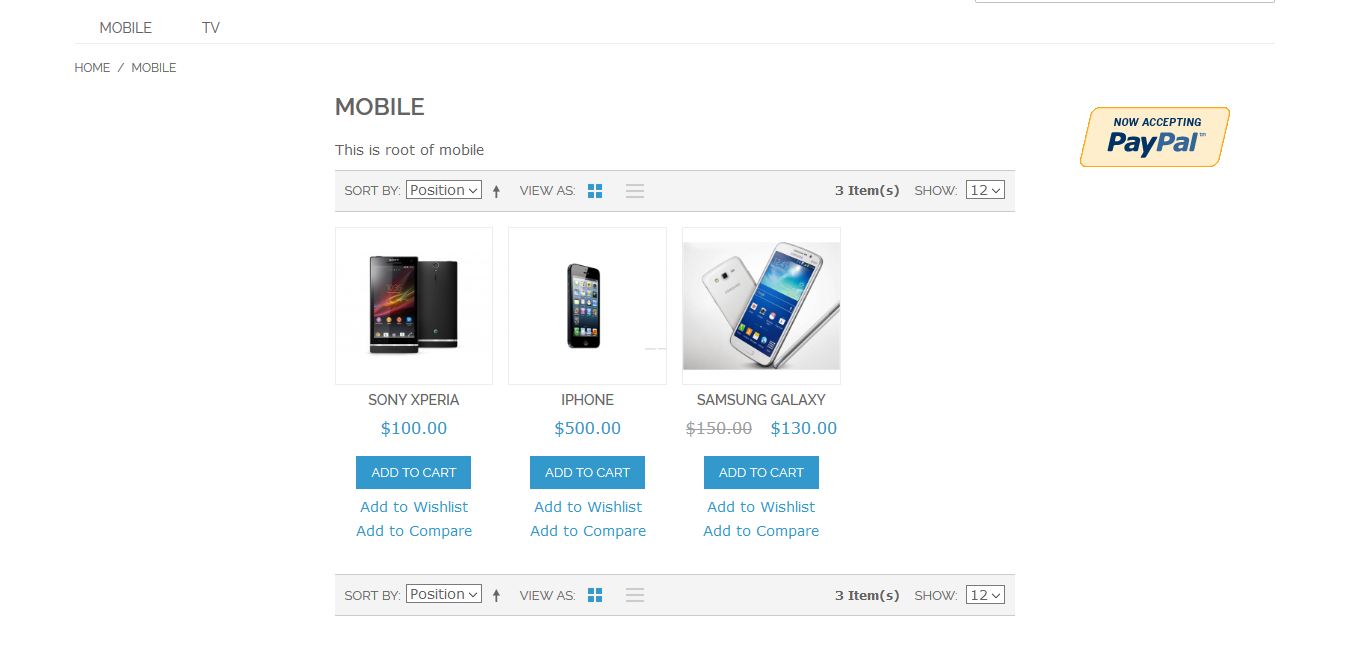 MOBILE TV
HOME / MOBILE
MOBILE
NOW ACCEPTING
PayPal™
This is root of mobile
SORT BY: Position VIEW AS: 3 Item(s) SHOW: 12
SONY XPERIA IPHONE SAMSUNG GALAXY
$100.00 $500.00 $150.00 $130.00
ADD TO CART ADD TO CART ADD TO CART
Add to Wishlist Add to Wishlist Add to Wishlist
Add to Compare Add to Compare Add to Compare
SORT BY: Position VIEW AS: 3 Item(s) SHOW: 12